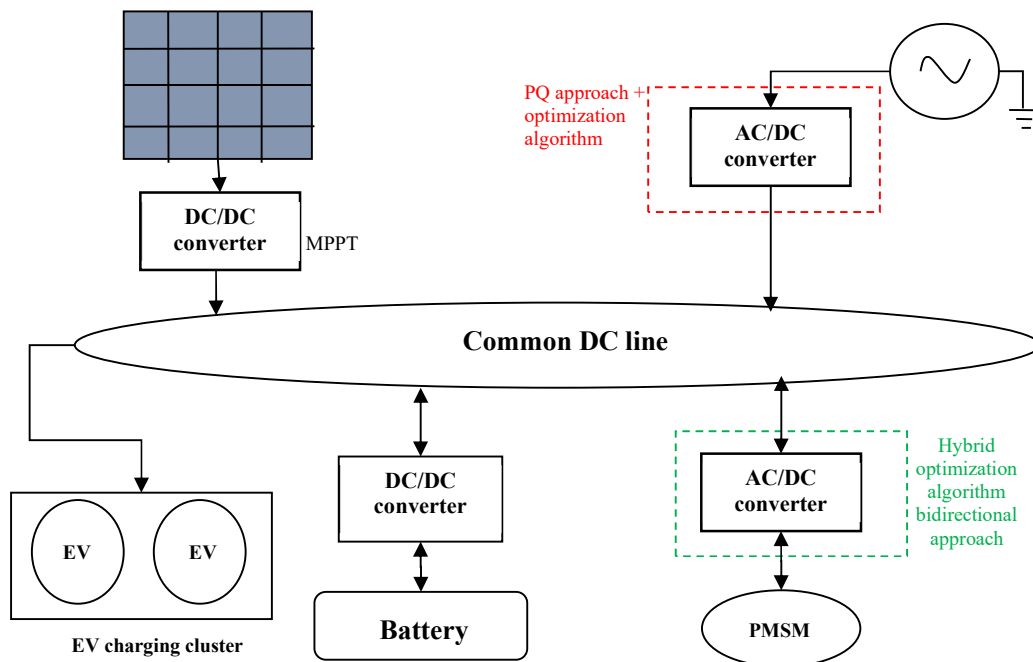 PQ approach +
optimization
algorithm
AC/DC
converter
DC/DC
converter
MPPT
Common DC line
DC/DC
converter
AC/DC
converter
Hybrid
optimization
algorithm
bidirectional
approach
EV
EV
Battery
PMSM
EV charging cluster